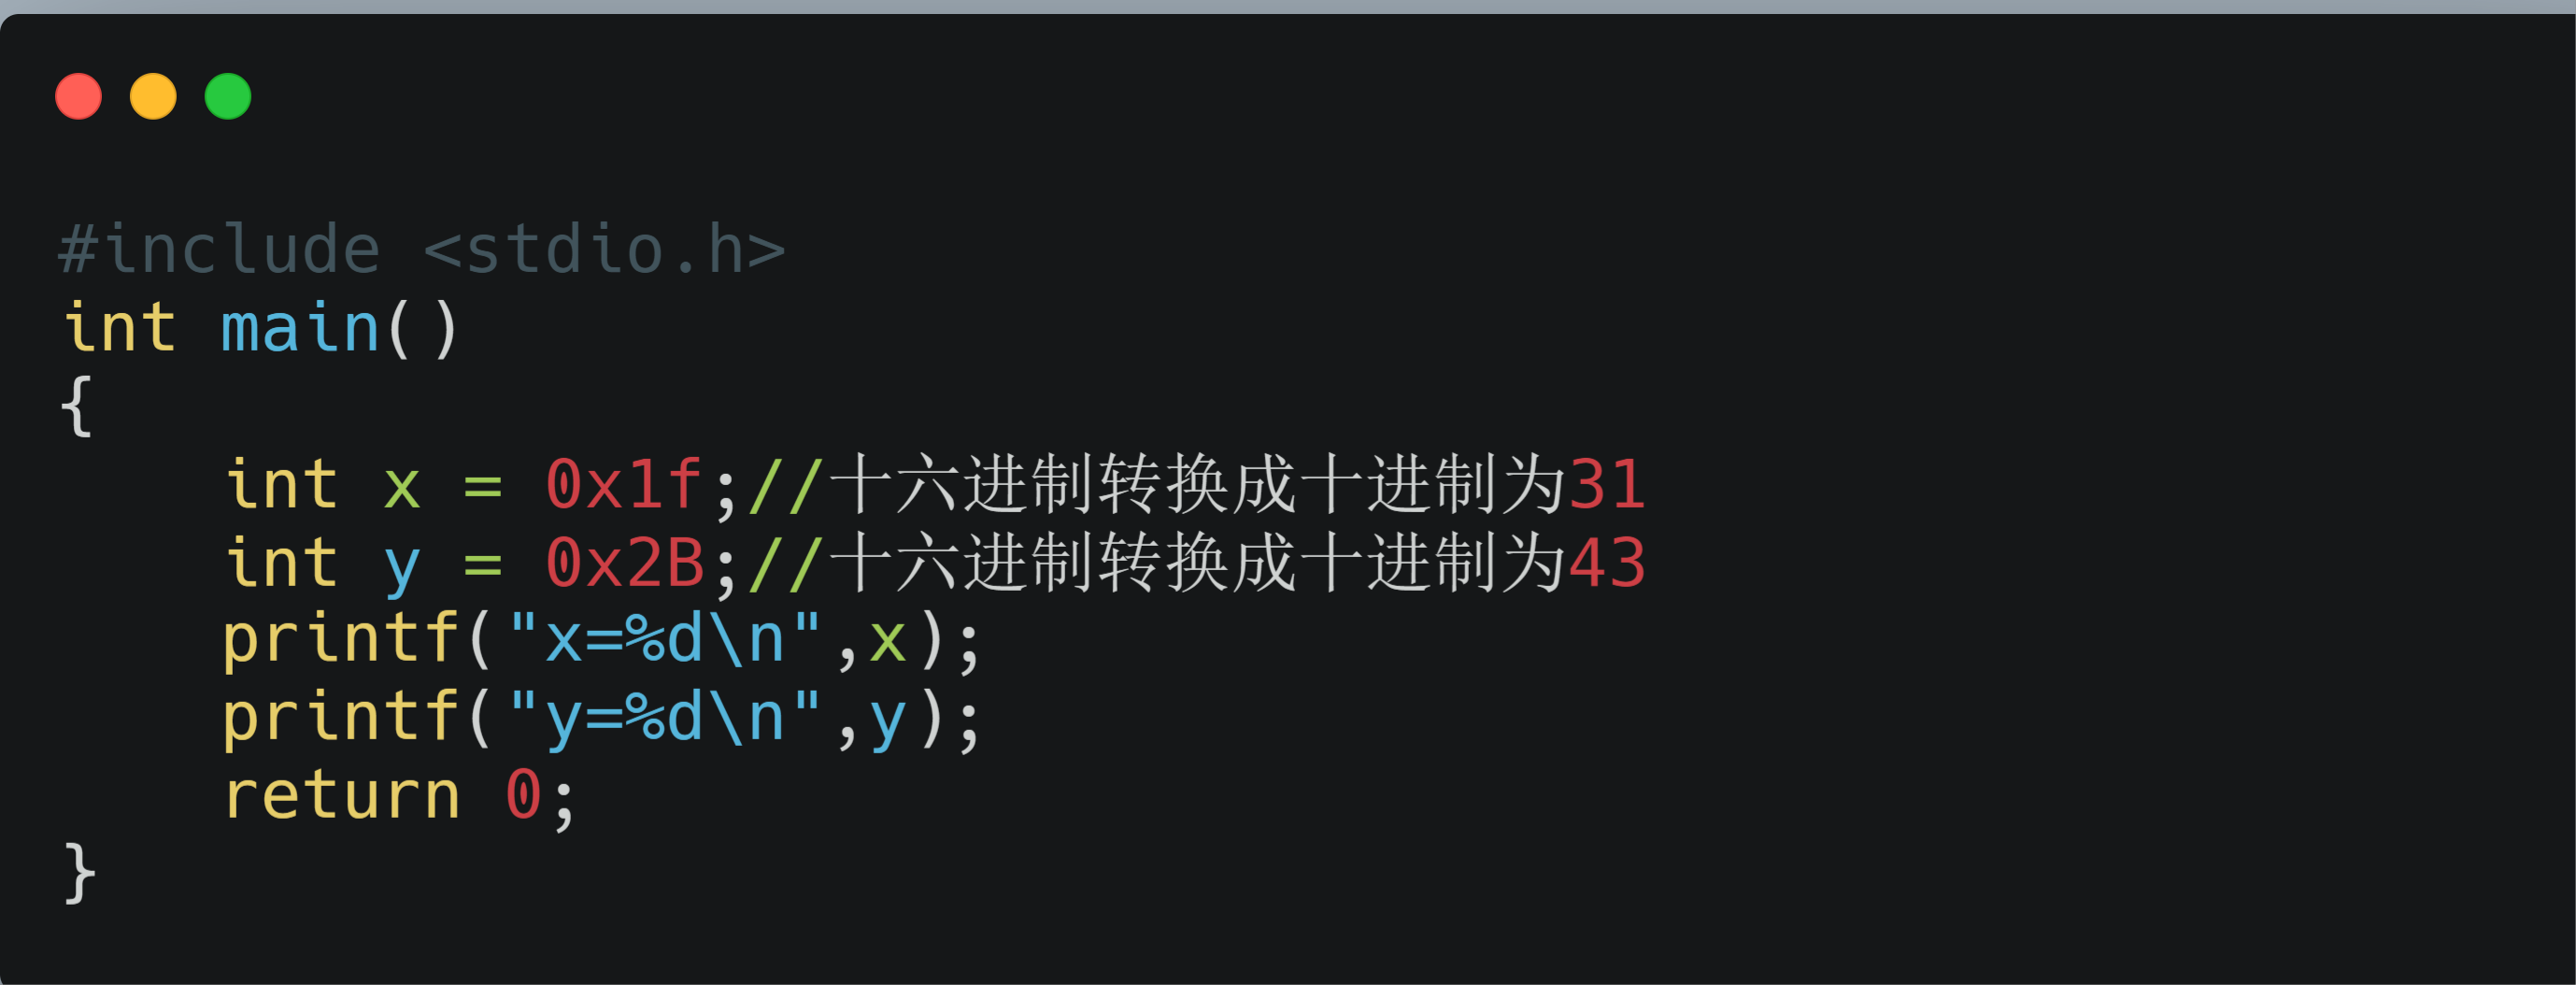 #include <stdio.h>
int main()
{
    int x = 0x1f;//十六进制转换成十进制为31
    int y = 0x2B;//十六进制转换成十进制为43
    printf("x=%d\n",x);
    printf("y=%d\n",y);
    return 0;
}